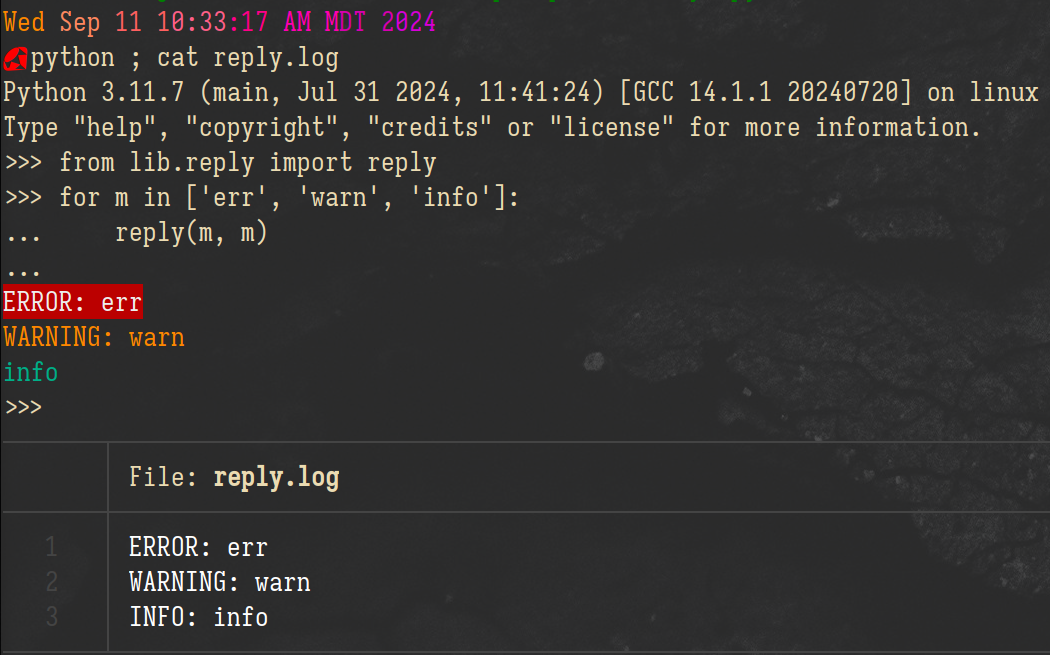 Wed Sep 11 10:33:17 AM MDT 2024
python ; cat reply.log
Python 3.11.7 (main, Jul 31 2024, 11:41:24) [GCC 14.1.1 20240720] on linux
Type "help", "copyright", "credits" or "license" for more information.
>>> from lib.reply import reply
>>> for m in ['err', 'warn', 'info']:
...     reply(m, m)
...
ERROR: err
WARNING: warn
info
>>>
File: reply.log
1 ERROR: err
2 WARNING: warn
3 INFO: info